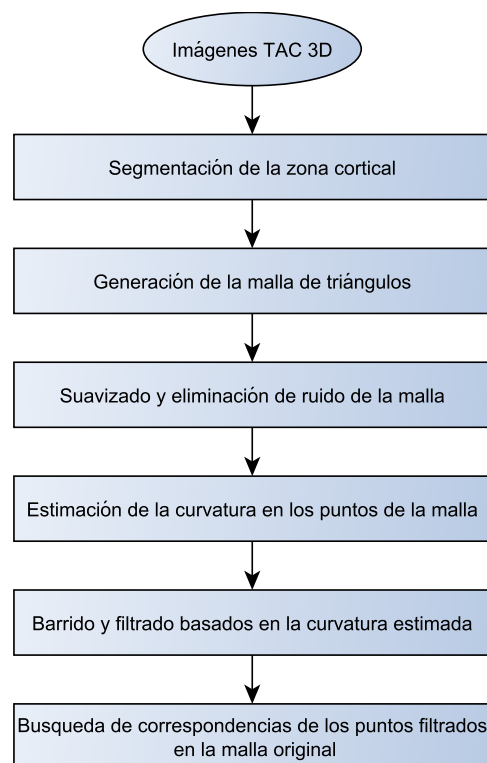 Imágenes TAC 3D
Segmentación de la zona cortical
Generación de la malla de triángulos
Suavizado y eliminación de ruido de la malla
Estimación de la curvatura en los puntos de la malla
Barrido y filtrado basados en la curvatura estimada
Busqueda de correspondencias de los puntos filtrados
en la malla original